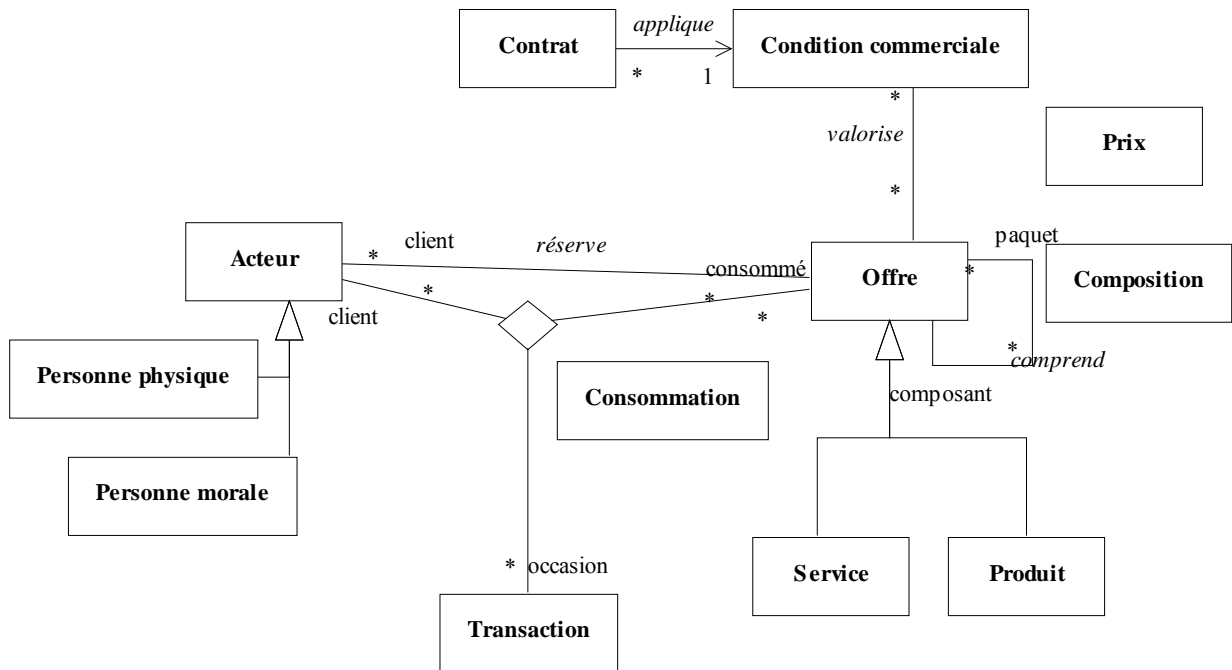 applique
Contrat
Condition commerciale
* 1
*
valorise
Prix
*
client
réserve
paquet
Acteur
*
consommé
Offre
*
Composition
*
*
client
*
*
comprend
Personne physique
Consommation
composant
Personne morale
* occasion
Service
Produit
Transaction